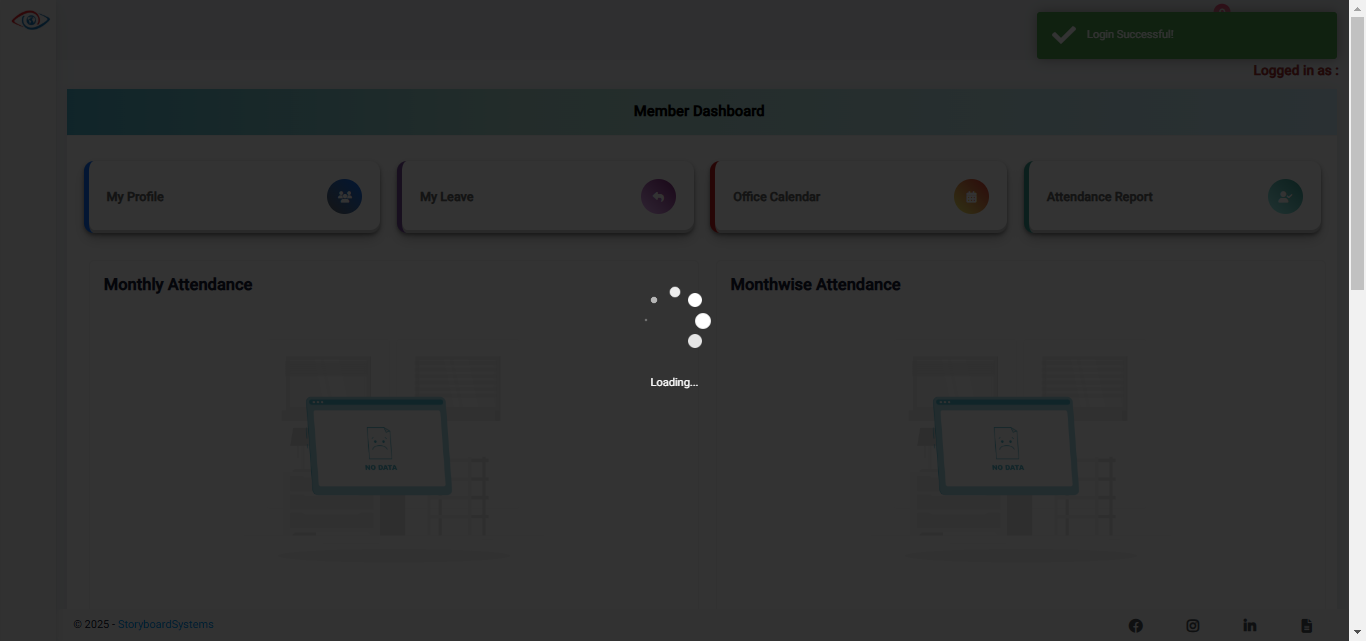 Login Successful!
Logged in as :
Member Dashboard
My Profile
My Leave
Office Calendar
Attendance Report
Monthly Attendance
Monthwise Attendance
NO DATA
NO DATA
Loading...
© 2025 - StoryboardSystems